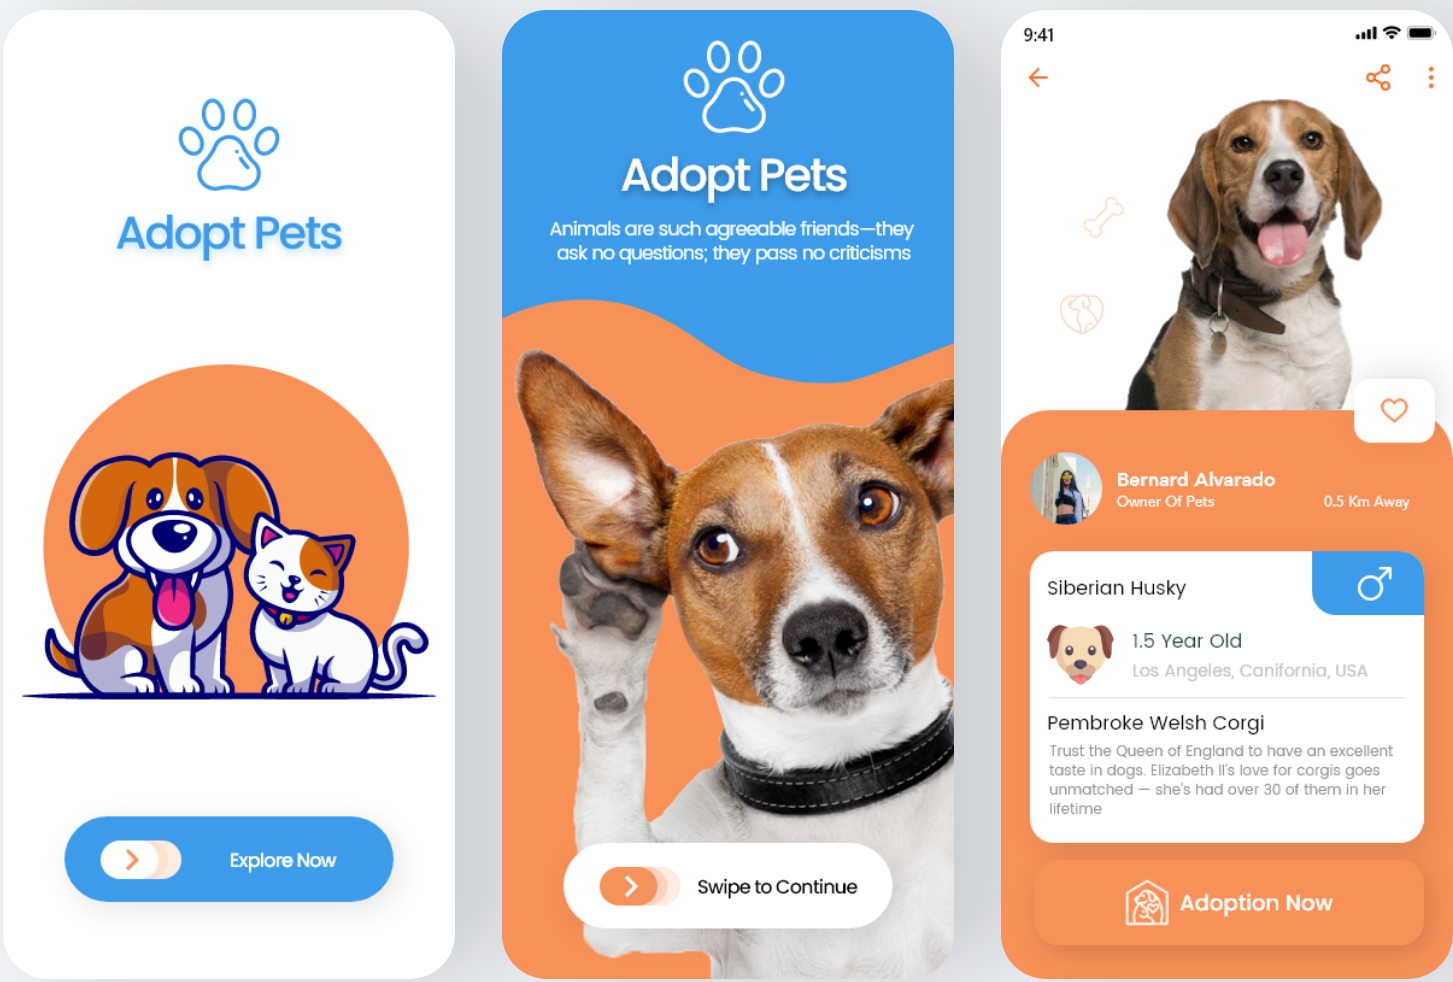 Adopt Pets
Explore Now
Adopt Pets
Animals are such agreeable friends—they
ask no questions; they pass no criticisms
Swipe to Continue
9:41
Bernard Alvarado
Owner Of Pets
0.5 Km Away
Siberian Husky
1.5 Year Old
Los Angeles, Canifornia, USA
Pembroke Welsh Corgi
Trust the Queen of England to have an excellent
taste in dogs. Elizabeth II's love for corgis goes
unmatched — she's had over 30 of them in her
lifetime
Adoption Now